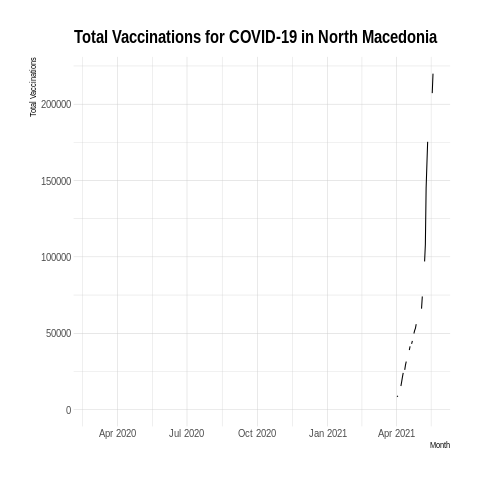 Total Vaccinations for COVID-19 in North Macedonia
Total Vaccinations
200000
150000
100000
50000
0
Apr 2020 Jul 2020 Oct 2020 Jan 2021 Apr 2021
Month